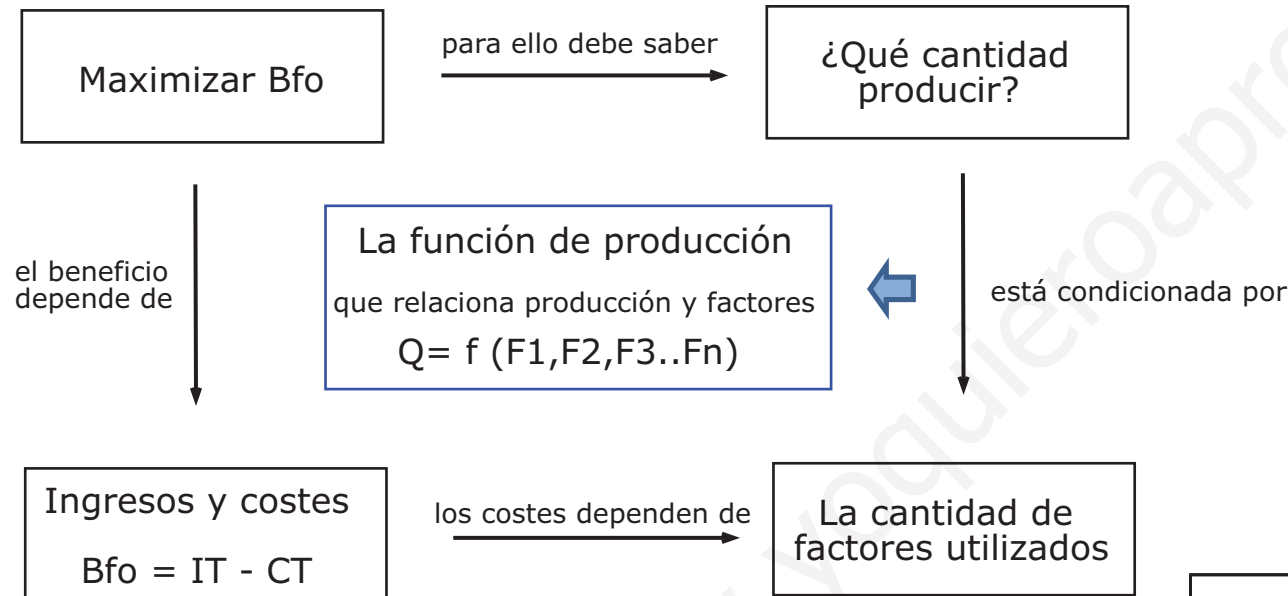 Maximizar Bfo
para ello debe saber
¿Qué cantidad
producir?
el beneficio
depende de
La función de producción
que relaciona producción y factores
Q= f (F1,F2,F3..Fn)
está condicionada por
Ingresos y costes
Bfo = IT - CT
los costes dependen de
La cantidad de
factores utilizados